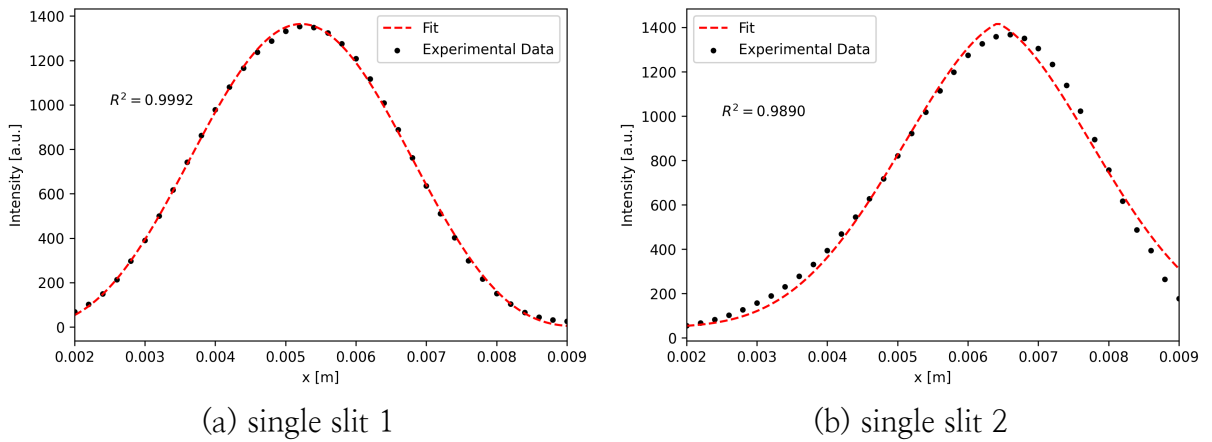 1400
1200
1000
800
600
400
200
0
Intensity [a.u.]
R² = 0.9992
Fit
Experimental Data
0.002 0.003 0.004 0.005 0.006 0.007 0.008 0.009
x [m]
(a) single slit 1
1400
1200
1000
800
600
400
200
0
Intensity [a.u.]
Fit
Experimental Data
R² = 0.9890
0.002 0.003 0.004 0.005 0.006 0.007 0.008 0.009
x [m]
(b) single slit 2